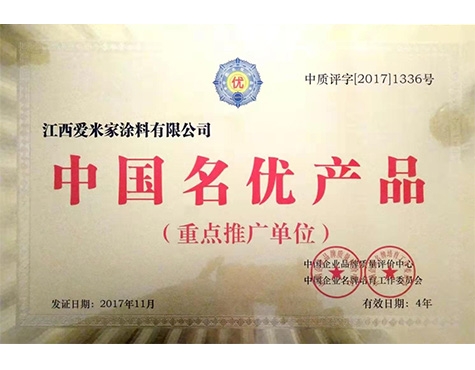 优
中质评字[2017]1336号
江西爱米家涂料有限公司
中国名优产品
（重点推广单位）
中国企业品牌质量评价中心
中国企业名牌培育工作委员会
发证日期：2017年11月
有效日期：4年